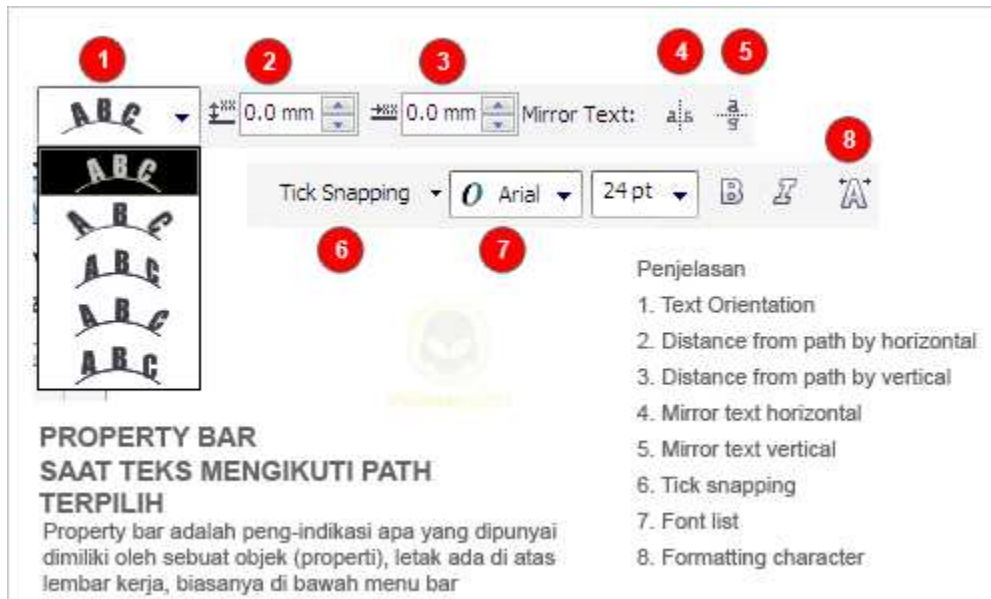 1
2
3
4
5
ABC
0.0 mm
0.0 mm
Mirror Text:
8
ABC
ABC
ABC
ABC
ABC
Tick Snapping
O Arial
24 pt
B
I
A
6
7
Penjelasan
1. Text Orientation
2. Distance from path by horizontal
3. Distance from path by vertical
4. Mirror text horizontal
5. Mirror text vertical
6. Tick snapping
7. Font list
8. Formatting character
PROPERTY BAR
SAAT TEKS MENGIKUTI PATH
TERPILIH
Property bar adalah peng-indikasi apa yang dipunyai
dimiliki oleh sebuat objek (properti), letak ada di atas
lembar kerja, biasanya di bawah menu bar